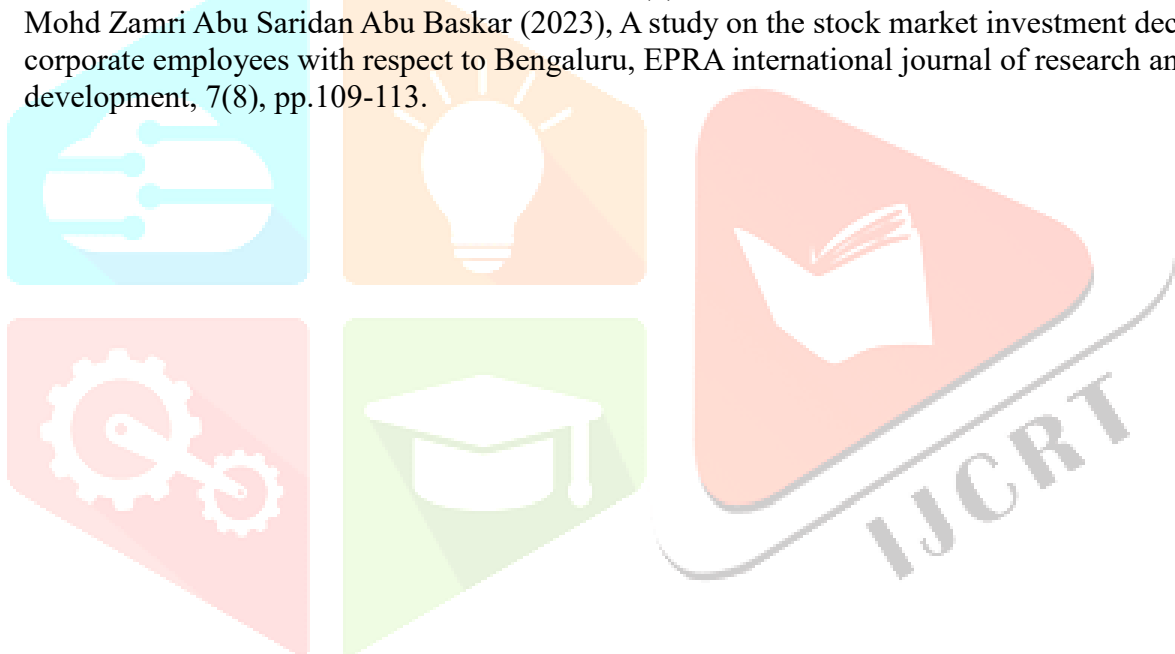 Mohd Zamri Abu Saridan Abu Baskar (2023), A study on the stock market investment dec
corporate employees with respect to Bengaluru, EPRA international journal of research an
development, 7(8), pp.109-113.
IJCRT